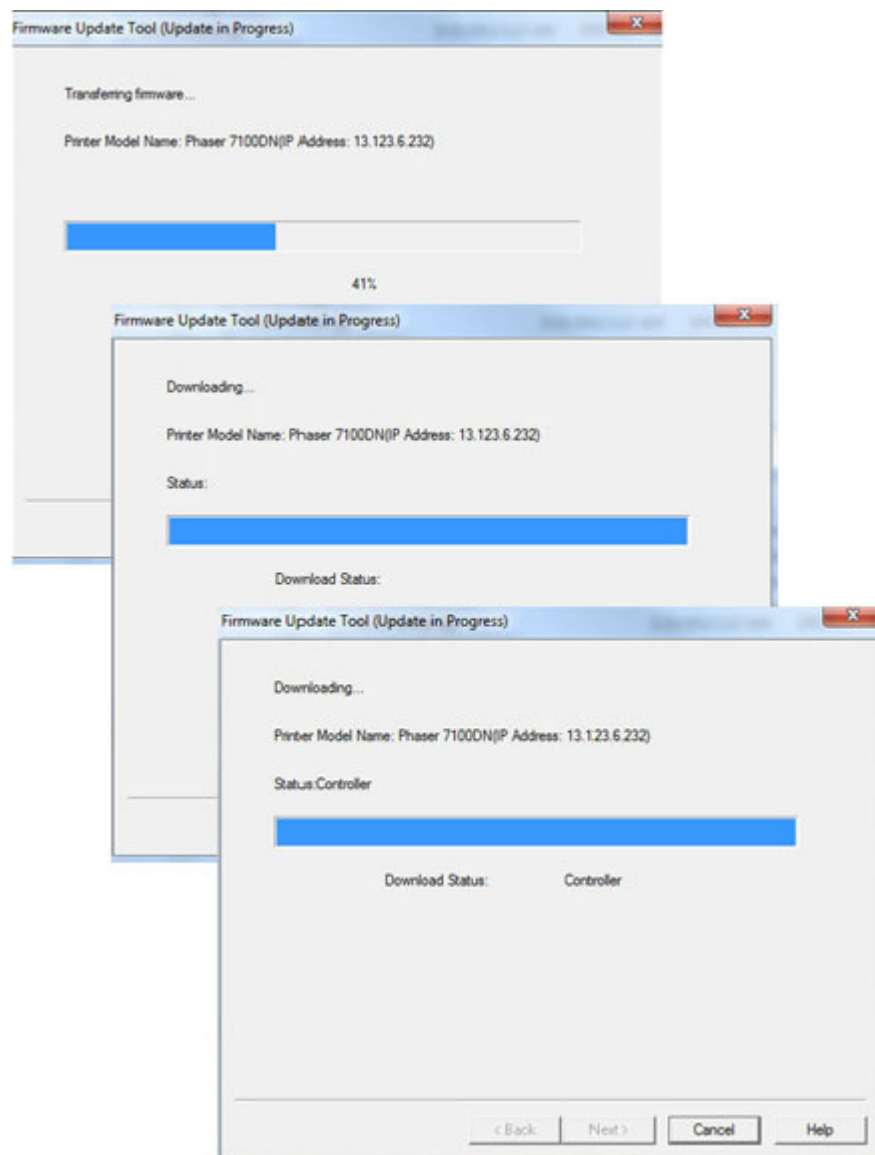 Firmware Update Tool (Update in Progress)
Transferring firmware...
Printer Model Name: Phaser 7100DN(IP Address: 13.123.6.232)
41%
Firmware Update Tool (Update in Progress)
Downloading...
Printer Model Name: Phaser 7100DN(IP Address: 13.123.6.232)
Status:
Download Status:
Firmware Update Tool (Update in Progress)
Downloading...
Printer Model Name: Phaser 7100DN(IP Address: 13.123.6.232)
Status:Controller
Download Status: Controller
< Back Next > Cancel Help